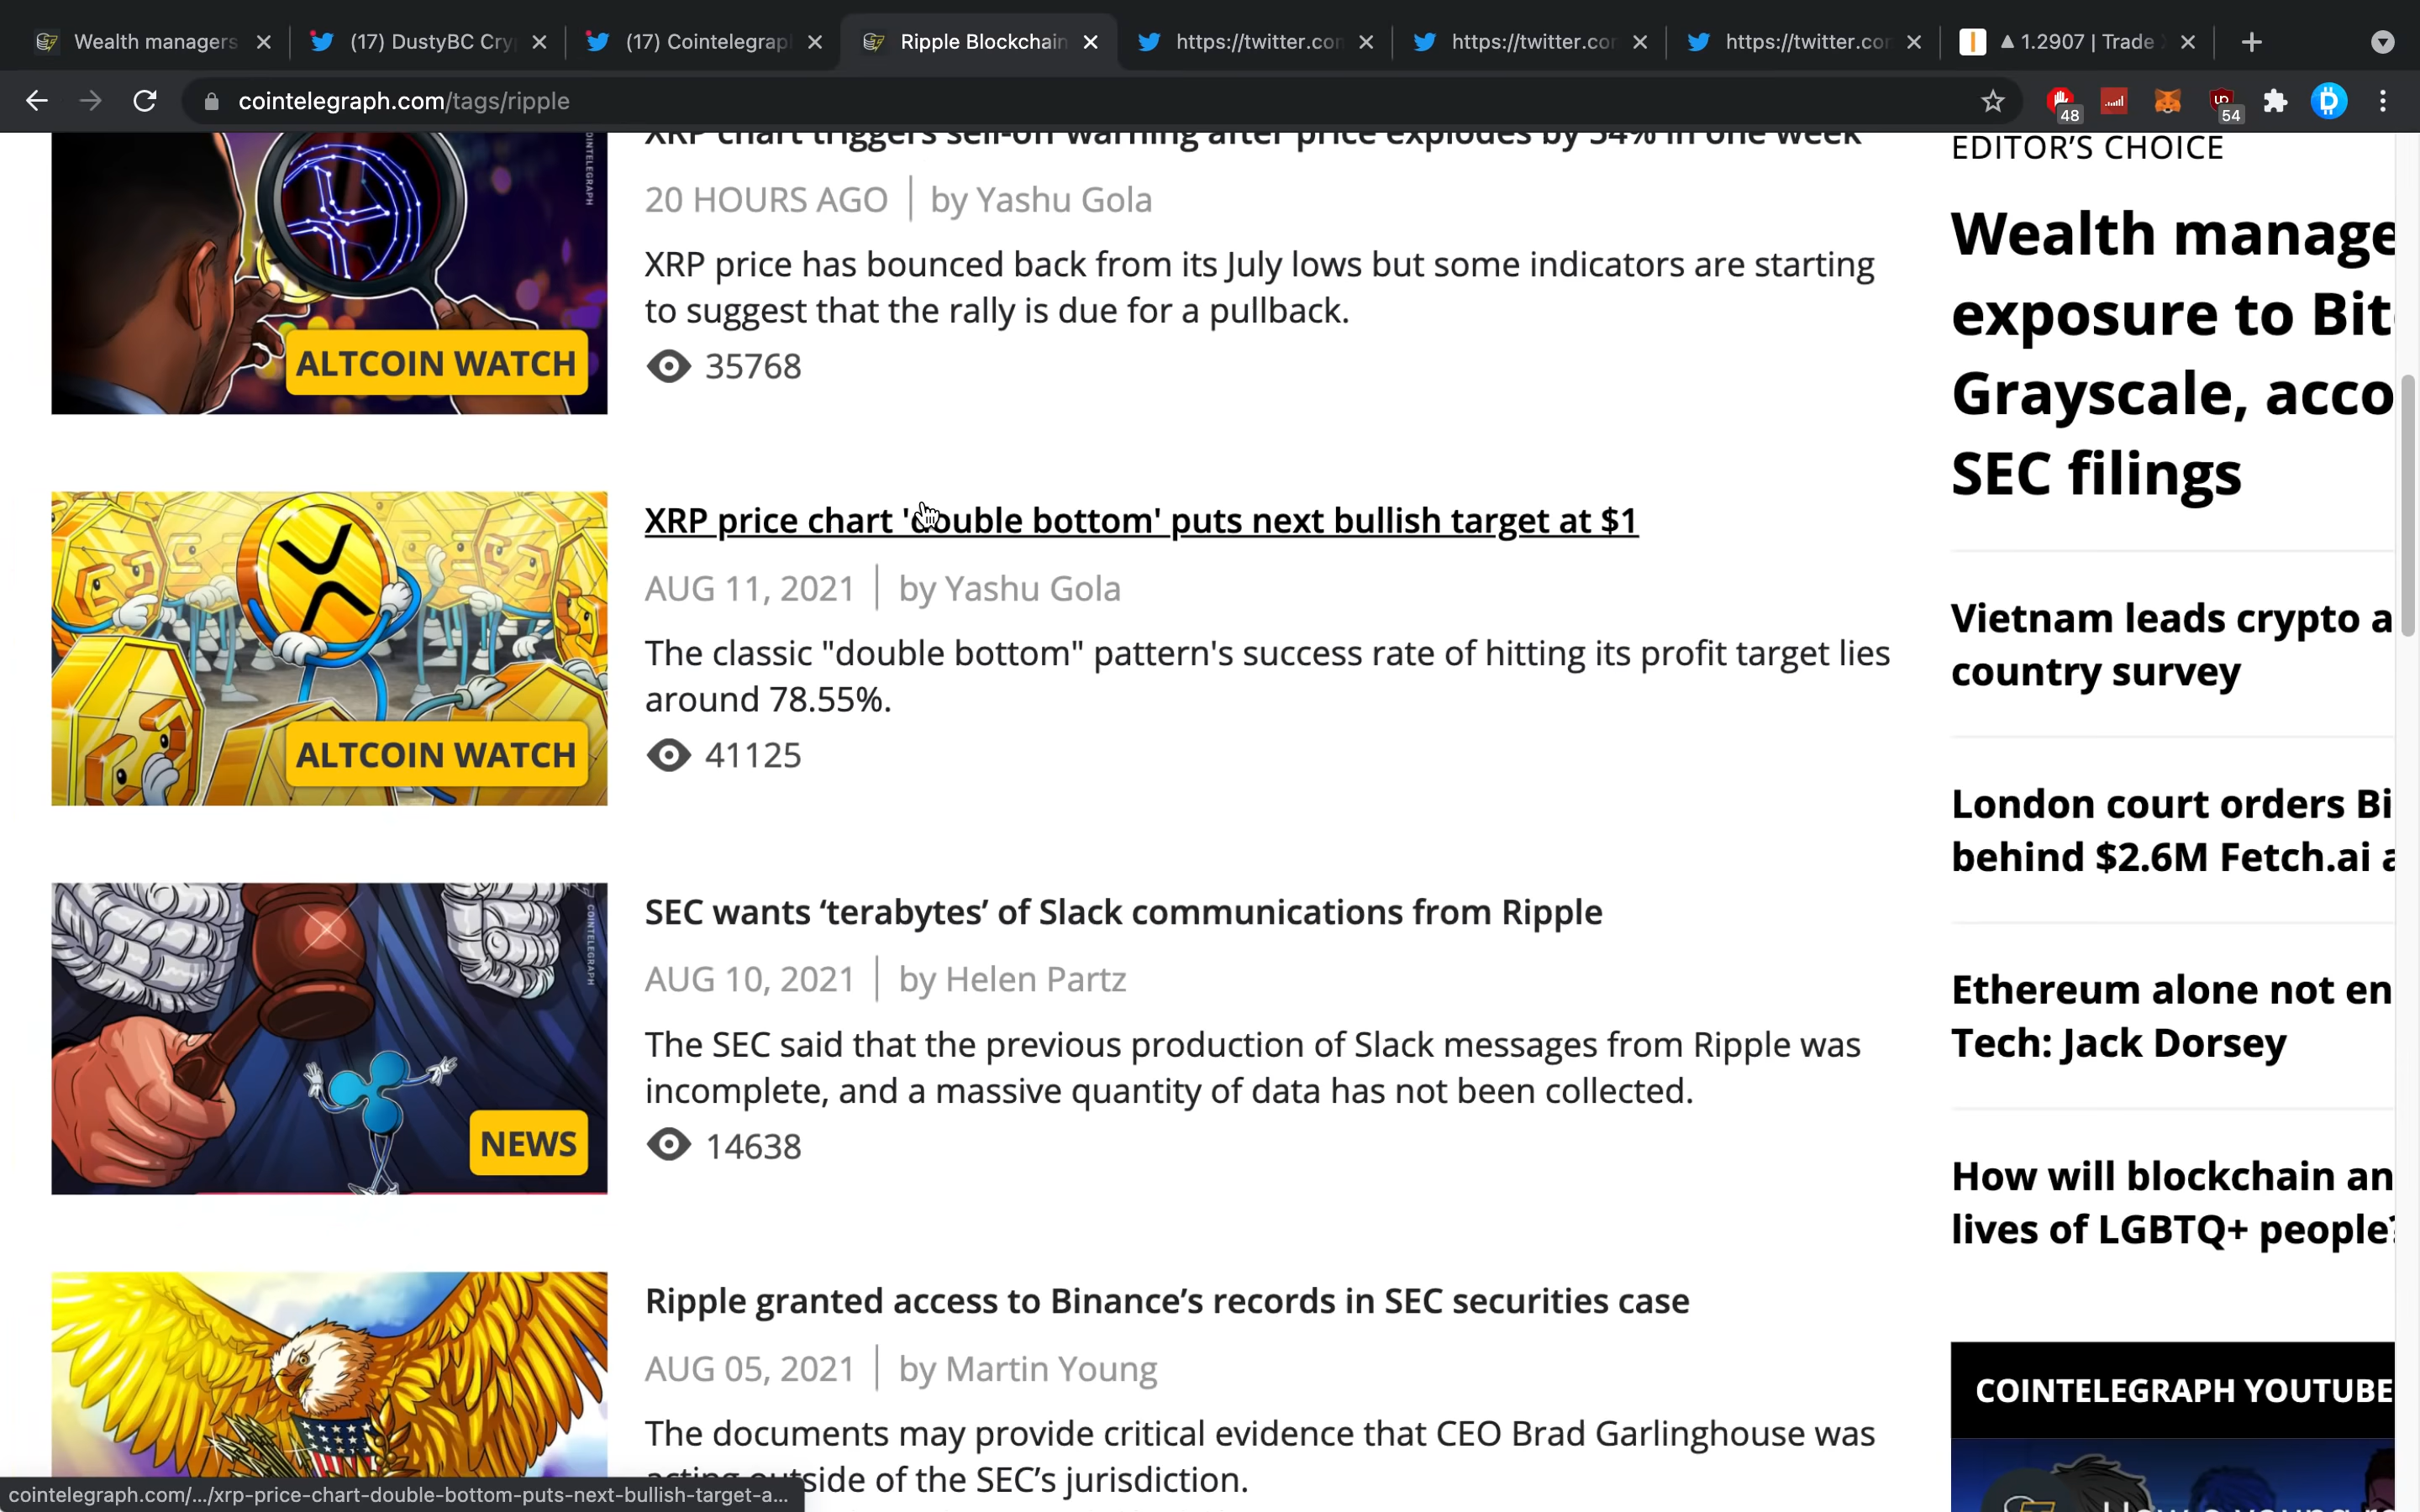 Wealth managers
(17) DustyBC Cry
(17) Cointelegrap
Ripple Blockchain
https://twitter.con
https://twitter.cor
https://twitter.cor
▲ 1.2907 | Trade
cointelegraph.com/tags/ripple
48
54
XRP chart triggers sell-off warning after price explodes by 54% in one week
20 HOURS AGO | by Yashu Gola
XRP price has bounced back from its July lows but some indicators are starting
to suggest that the rally is due for a pullback.
35768
COINTELEGRAPH
ALTCOIN WATCH
XRP price chart 'double bottom' puts next bullish target at $1
AUG 11, 2021 | by Yashu Gola
The classic "double bottom" pattern's success rate of hitting its profit target lies
around 78.55%.
41125
ALTCOIN WATCH
SEC wants ‘terabytes’ of Slack communications from Ripple
AUG 10, 2021 | by Helen Partz
The SEC said that the previous production of Slack messages from Ripple was
incomplete, and a massive quantity of data has not been collected.
14638
COINTELEGRAPH
NEWS
Ripple granted access to Binance’s records in SEC securities case
AUG 05, 2021 | by Martin Young
The documents may provide critical evidence that CEO Brad Garlinghouse was
acting outside of the SEC’s jurisdiction.
cointelegraph.com/.../xrp-price-chart-double-bottom-puts-next-bullish-target-a...
EDITOR’S CHOICE
Wealth manage
exposure to Bit
Grayscale, acco
SEC filings
Vietnam leads crypto a
country survey
London court orders Bi
behind $2.6M Fetch.ai a
Ethereum alone not en
Tech: Jack Dorsey
How will blockchain an
lives of LGBTQ+ people?
COINTELEGRAPH YOUTUBE